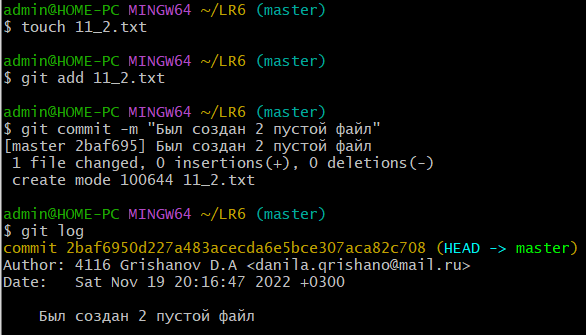 admin@HOME-PC MINGW64 ~/LR6 (master)
$ touch 11_2.txt
admin@HOME-PC MINGW64 ~/LR6 (master)
$ git add 11_2.txt
admin@HOME-PC MINGW64 ~/LR6 (master)
$ git commit -m "Был создан 2 пустой файл"
[master 2baf695] Был создан 2 пустой файл
 1 file changed, 0 insertions(+), 0 deletions(-)
 create mode 100644 11_2.txt
admin@HOME-PC MINGW64 ~/LR6 (master)
$ git log
commit 2baf6950d227a483acecda6e5bce307aca82c708 (HEAD -> master)
Author: 4116 Grishanov D.A <danila.qrishano@mail.ru>
Date:   Sat Nov 19 20:16:47 2022 +0300
    Был создан 2 пустой файл